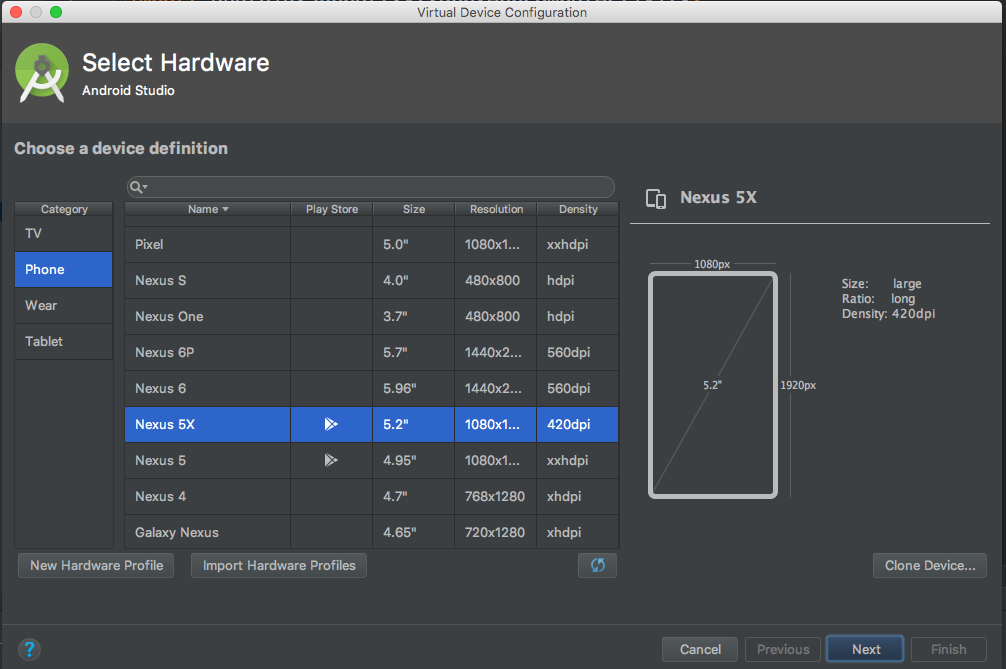 Virtual Device Configuration
Select Hardware
Android Studio
Choose a device definition
Category
TV
Phone
Wear
Tablet
Name Play Store Size Resolution Density
Pixel 5.0" 1080x1... xxhdpi
Nexus S 4.0" 480x800 hdpi
Nexus One 3.7" 480x800 hdpi
Nexus 6P 5.7" 1440x2... 560dpi
Nexus 6 5.96" 1440x2... 560dpi
Nexus 5X 5.2" 1080x1... 420dpi
Nexus 5 4.95" 1080x1... xxhdpi
Nexus 4 4.7" 768x1280 xhdpi
Galaxy Nexus 4.65" 720x1280 xhdpi
Nexus 5X
1080px
5.2"
1920px
Size: large
Ratio: long
Density: 420dpi
New Hardware Profile Import Hardware Profiles Clone Device...
? Cancel Previous Next Finish